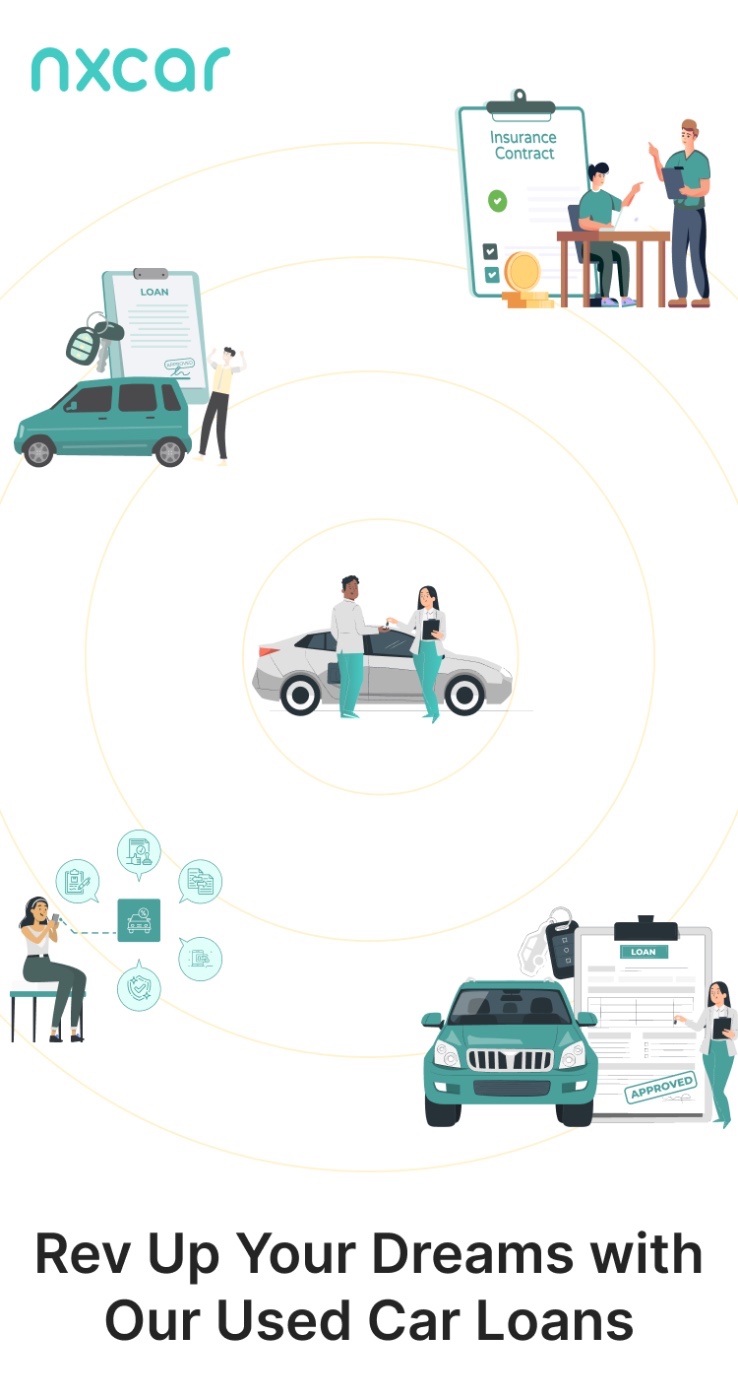 nxcar
Insurance
Contract
LOAN
APPROVED
LOAN
APPROVED
Rev Up Your Dreams with
Our Used Car Loans